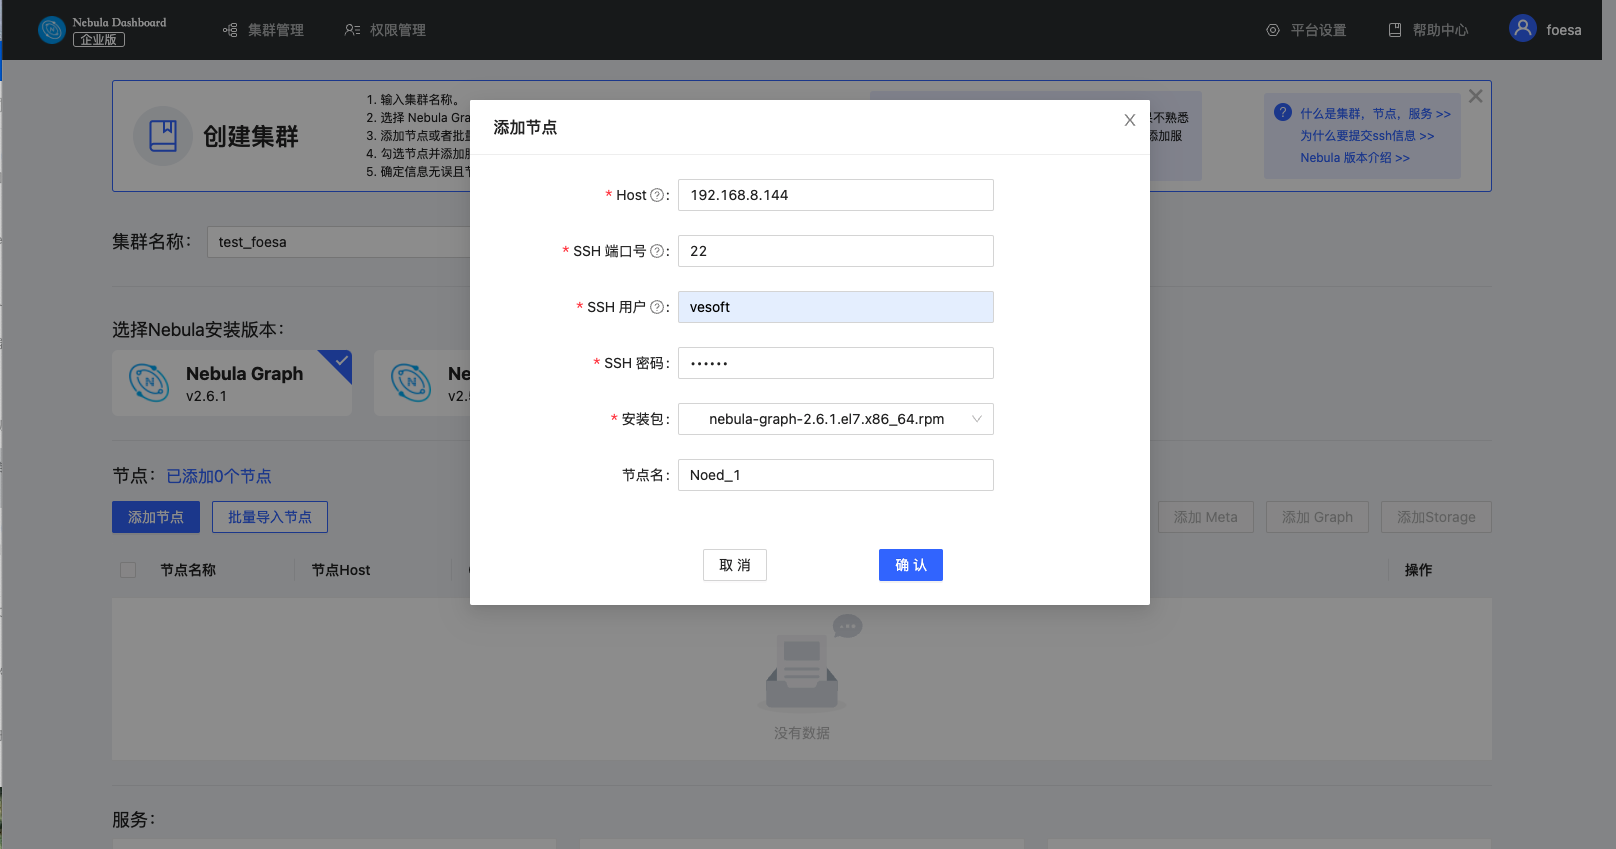 Nebula Dashboard
企业版
集群管理
权限管理
平台设置
帮助中心
foesa
创建集群
1. 输入集群名称。
2. 选择 Nebula Gra
3. 添加节点或者批量
4. 勾选节点并添加服
5. 确定信息无误且节
不熟悉
添加服
什么是集群，节点，服务 >>
为什么要提交ssh信息 >>
Nebula 版本介绍 >>
集群名称：
test_foesa
选择Nebula安装版本：
Nebula Graph
v2.6.1
Ne
v2.
节点：
已添加0个节点
添加节点
批量导入节点
添加 Meta
添加 Graph
添加Storage
节点名称
节点Host
操作
没有数据
服务：
添加节点
* Host ? :
192.168.8.144
* SSH 端口号 ? :
22
* SSH 用户 ? :
vesoft
* SSH 密码 :
••••••
* 安装包 :
nebula-graph-2.6.1.el7.x86_64.rpm
节点名 :
Noed_1
取 消
确 认